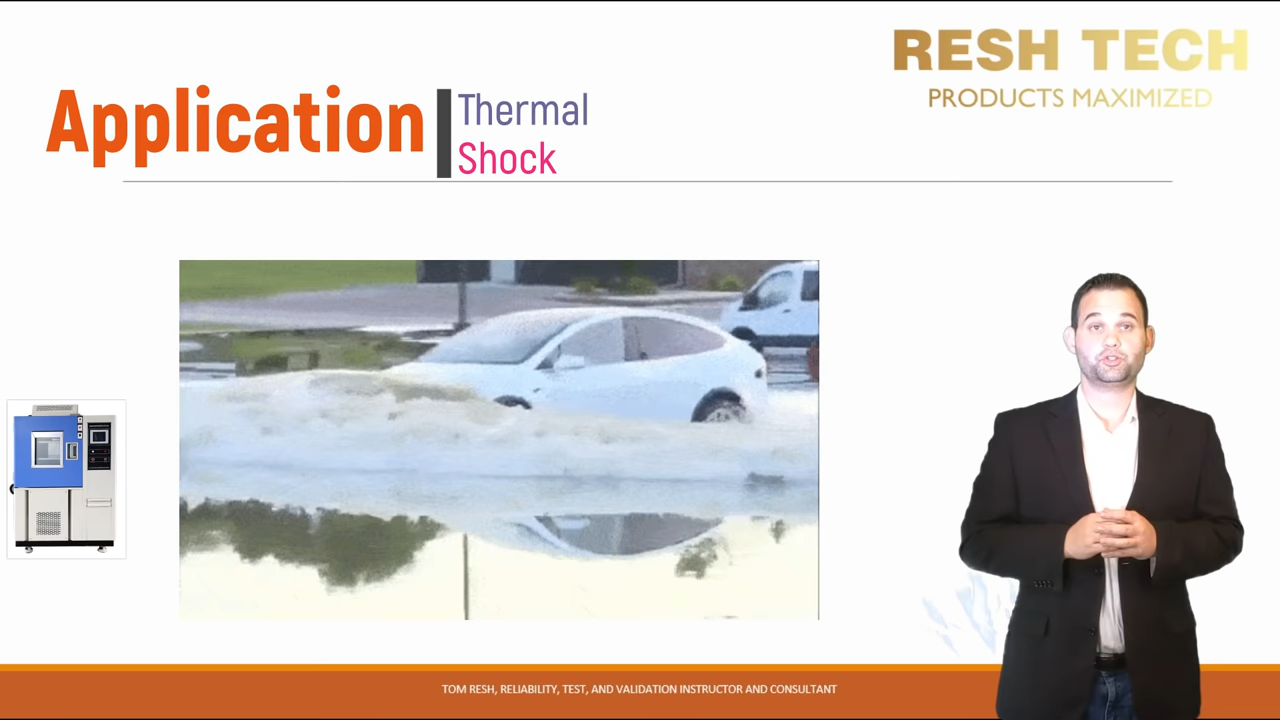 RESH TECH
PRODUCTS MAXIMIZED
Application
Thermal
Shock
TOM RESH, RELIABILITY, TEST, AND VALIDATION INSTRUCTOR AND CONSULTANT